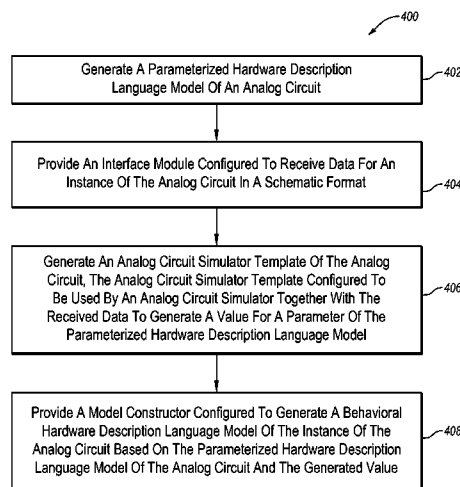 400
Generate A Parameterized Hardware Description
Language Model Of An Analog Circuit
402
Provide An Interface Module Configured To Receive Data For An
Instance Of The Analog Circuit In A Schematic Format
404
Generate An Analog Circuit Simulator Template Of The Analog
Circuit, The Analog Circuit Simulator Template Configured To
Be Used By An Analog Circuit Simulator Together With The
Received Data To Generate A Value For A Parameter Of The
Parameterized Hardware Description Language Model
406
Provide A Model Constructor Configured To Generate A Behavioral
Hardware Description Language Model Of The Instance Of The
Analog Circuit Based On The Parameterized Hardware Description
Language Model Of The Analog Circuit And The Generated Value
408